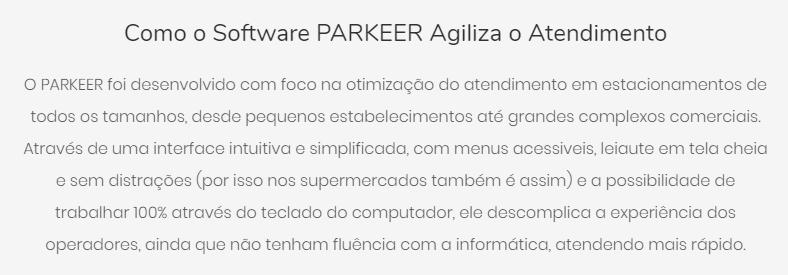 Como o Software PARKEER Agiliza o Atendimento
O PARKEER foi desenvolvido com foco na otimização do atendimento em estacionamentos de
todos os tamanhos, desde pequenos estabelecimentos até grandes complexos comerciais.
Através de uma interface intuitiva e simplificada, com menus acessiveis, leiaute em tela cheia
e sem distrações (por isso nos supermercados também é assim) e a possibilidade de
trabalhar 100% através do teclado do computador, ele descomplica a experiência dos
operadores, ainda que não tenham fluência com a informática, atendendo mais rápido.